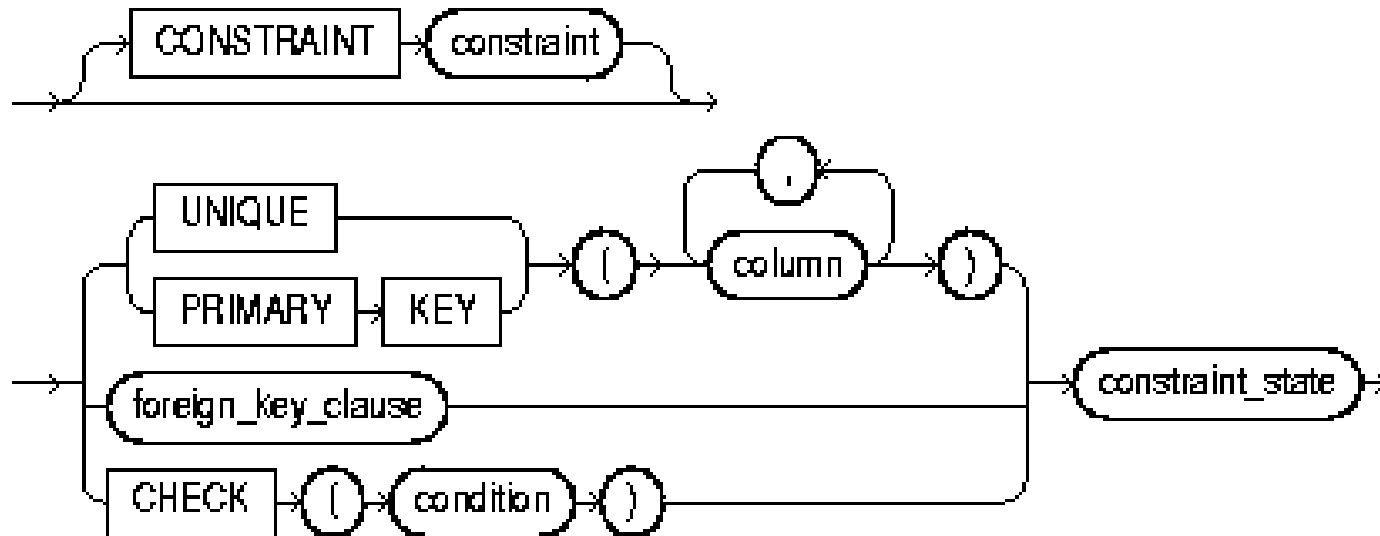 CONSTRAINT constraint
,
UNIQUE
( column )
PRIMARY KEY
foreign_key_clause constraint_state
CHECK ( condition )